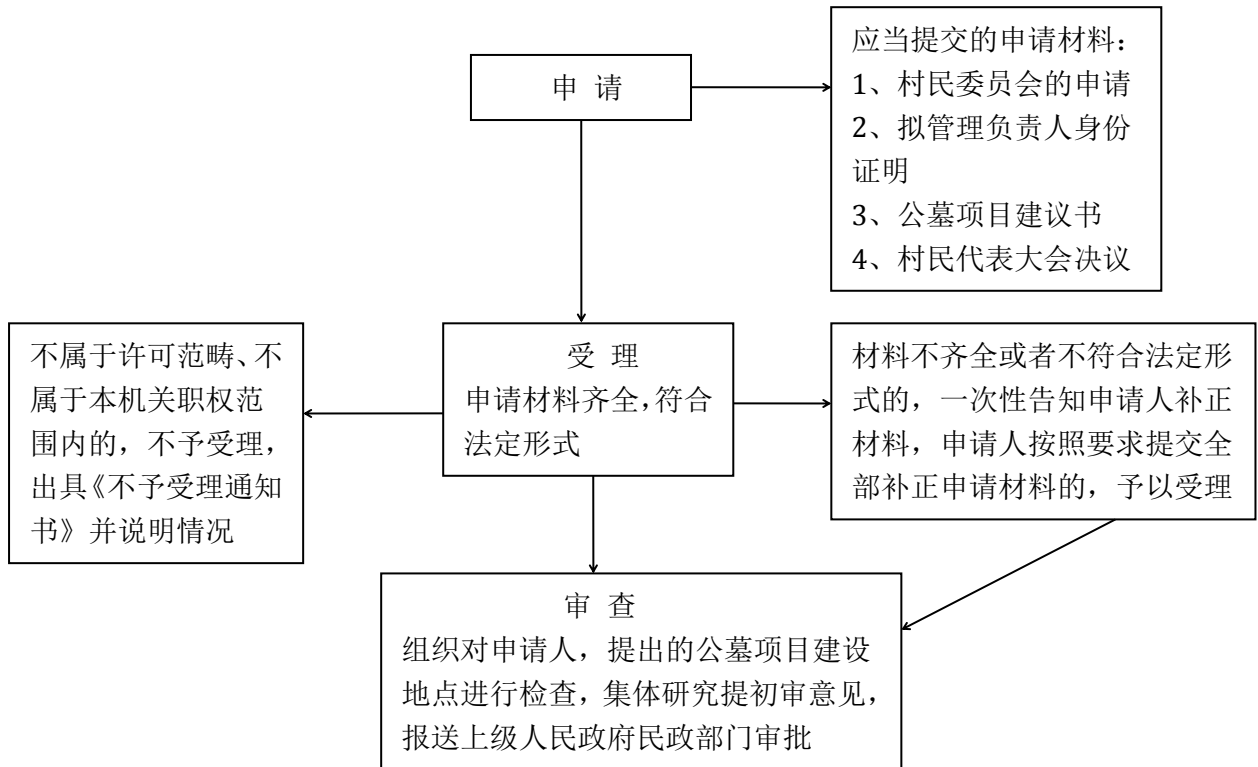 申 请
应当提交的申请材料：
1、村民委员会的申请
2、拟管理负责人身份
证明
3、公墓项目建议书
4、村民代表大会决议
不属于许可范畴、不
属于本机关职权范
围内的，不予受理，
出具《不予受理通知
书》并说明情况
受 理
申请材料齐全，符合
法定形式
材料不齐全或者不符合法定形
式的，一次性告知申请人补正
材料，申请人按照要求提交全
部补正申请材料的，予以受理
审 查
组织对申请人，提出的公墓项目建设
地点进行检查，集体研究提初审意见，
报送上级人民政府民政部门审批